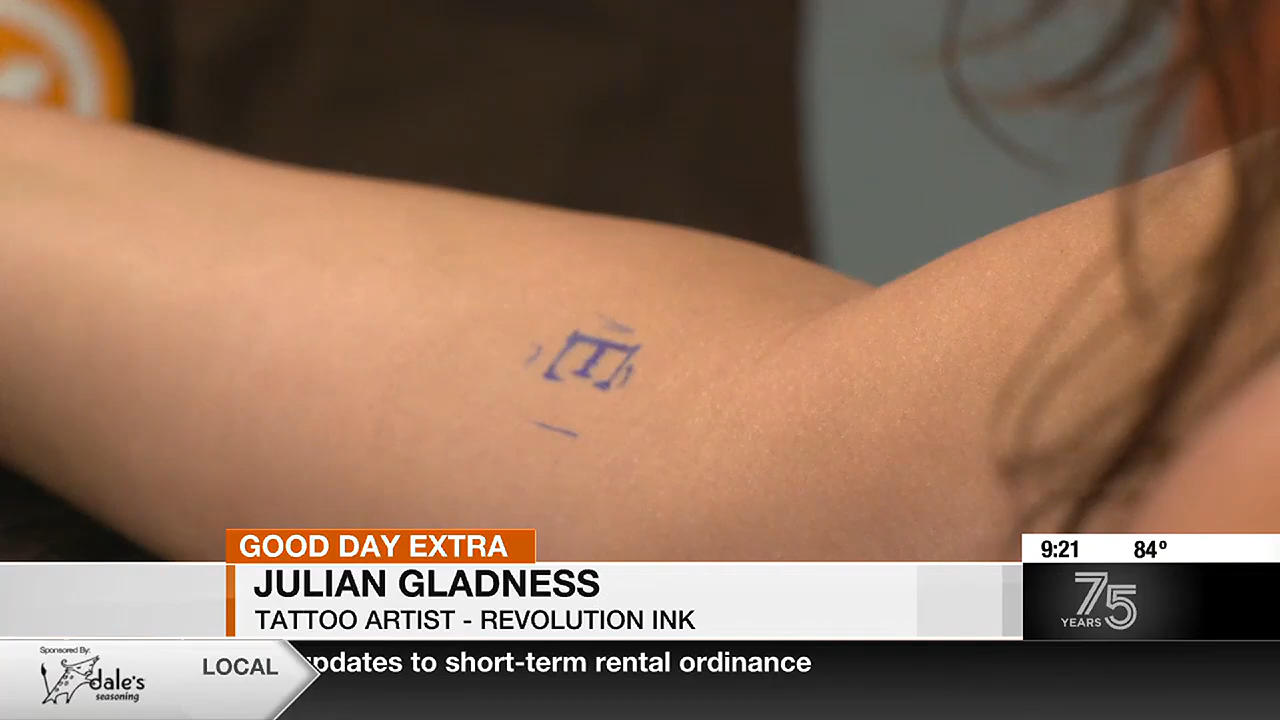 T
GOOD DAY EXTRA
JULIAN GLADNESS
TATTOO ARTIST - REVOLUTION INK
9:21 84°
75
YEARS
Sponsored By:
dale's
seasoning
LOCAL
updates to short-term rental ordinance